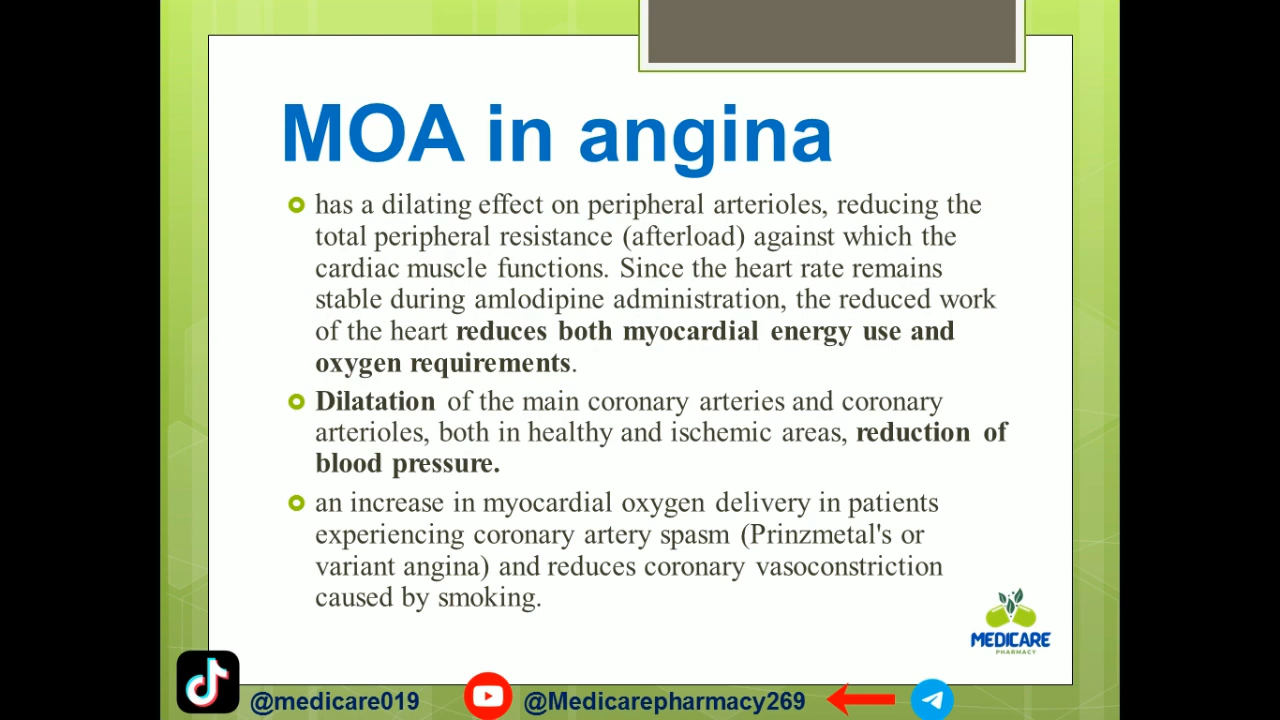 MOA in angina
has a dilating effect on peripheral arterioles, reducing the
total peripheral resistance (afterload) against which the
cardiac muscle functions. Since the heart rate remains
stable during amlodipine administration, the reduced work
of the heart reduces both myocardial energy use and
oxygen requirements.
Dilatation of the main coronary arteries and coronary
arterioles, both in healthy and ischemic areas, reduction of
blood pressure.
an increase in myocardial oxygen delivery in patients
experiencing coronary artery spasm (Prinzmetal's or
variant angina) and reduces coronary vasoconstriction
caused by smoking.
MEDICARE
PHARMACY
@medicare019 @Medicarepharmacy269